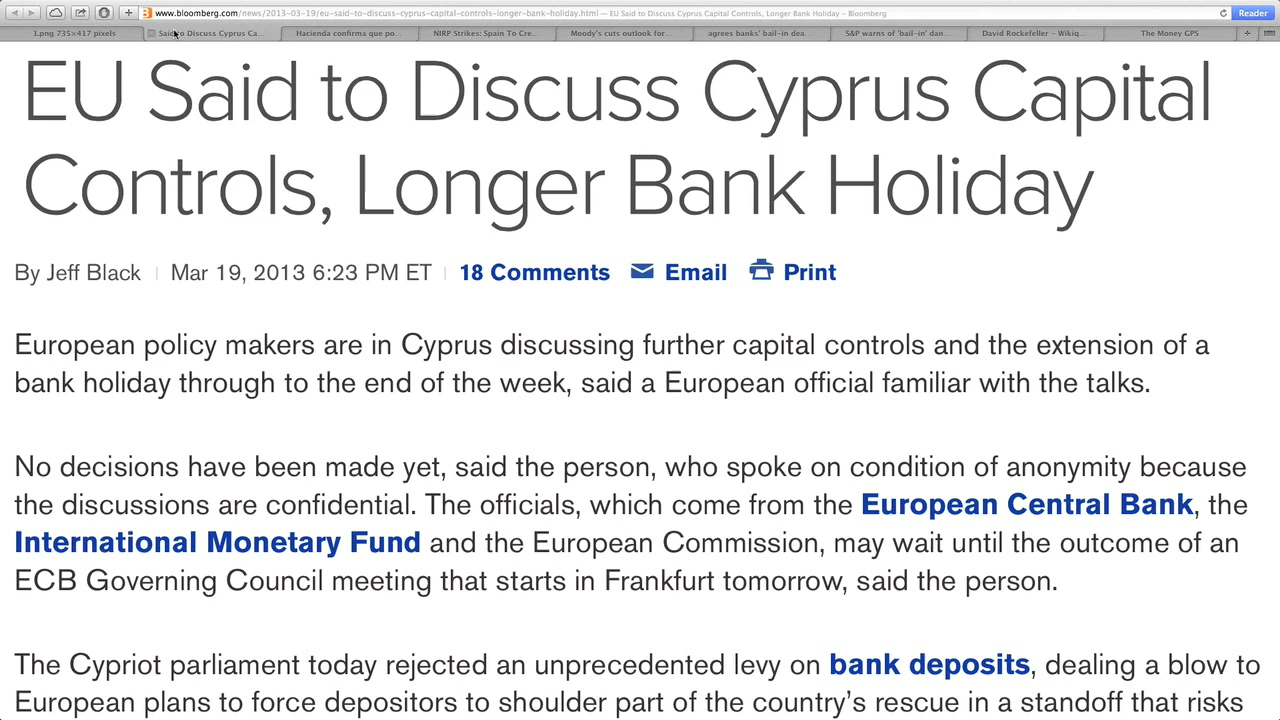 www.bloomberg.com/news/2013-03-19/eu-said-to-discuss-cyprus-capital-controls-longer-bank-holiday.html — EU Said to Discuss Cyprus Capital Controls, Longer Bank Holiday – Bloomberg
Reader
1.png 735×417 pixels
Said to Discuss Cyprus Ca...
Hacienda confirma que po...
NIRP Strikes: Spain To Cre...
Moody's cuts outlook for...
agrees banks' bail-in dea...
S&P warns of 'bail-in' dan...
David Rockefeller – Wikiq...
The Money GPS
EU Said to Discuss Cyprus Capital
Controls, Longer Bank Holiday
By Jeff Black Mar 19, 2013 6:23 PM ET 18 Comments Email Print
European policy makers are in Cyprus discussing further capital controls and the extension of a
bank holiday through to the end of the week, said a European official familiar with the talks.
No decisions have been made yet, said the person, who spoke on condition of anonymity because
the discussions are confidential. The officials, which come from the European Central Bank, the
International Monetary Fund and the European Commission, may wait until the outcome of an
ECB Governing Council meeting that starts in Frankfurt tomorrow, said the person.
The Cypriot parliament today rejected an unprecedented levy on bank deposits, dealing a blow to
European plans to force depositors to shoulder part of the country’s rescue in a standoff that risks